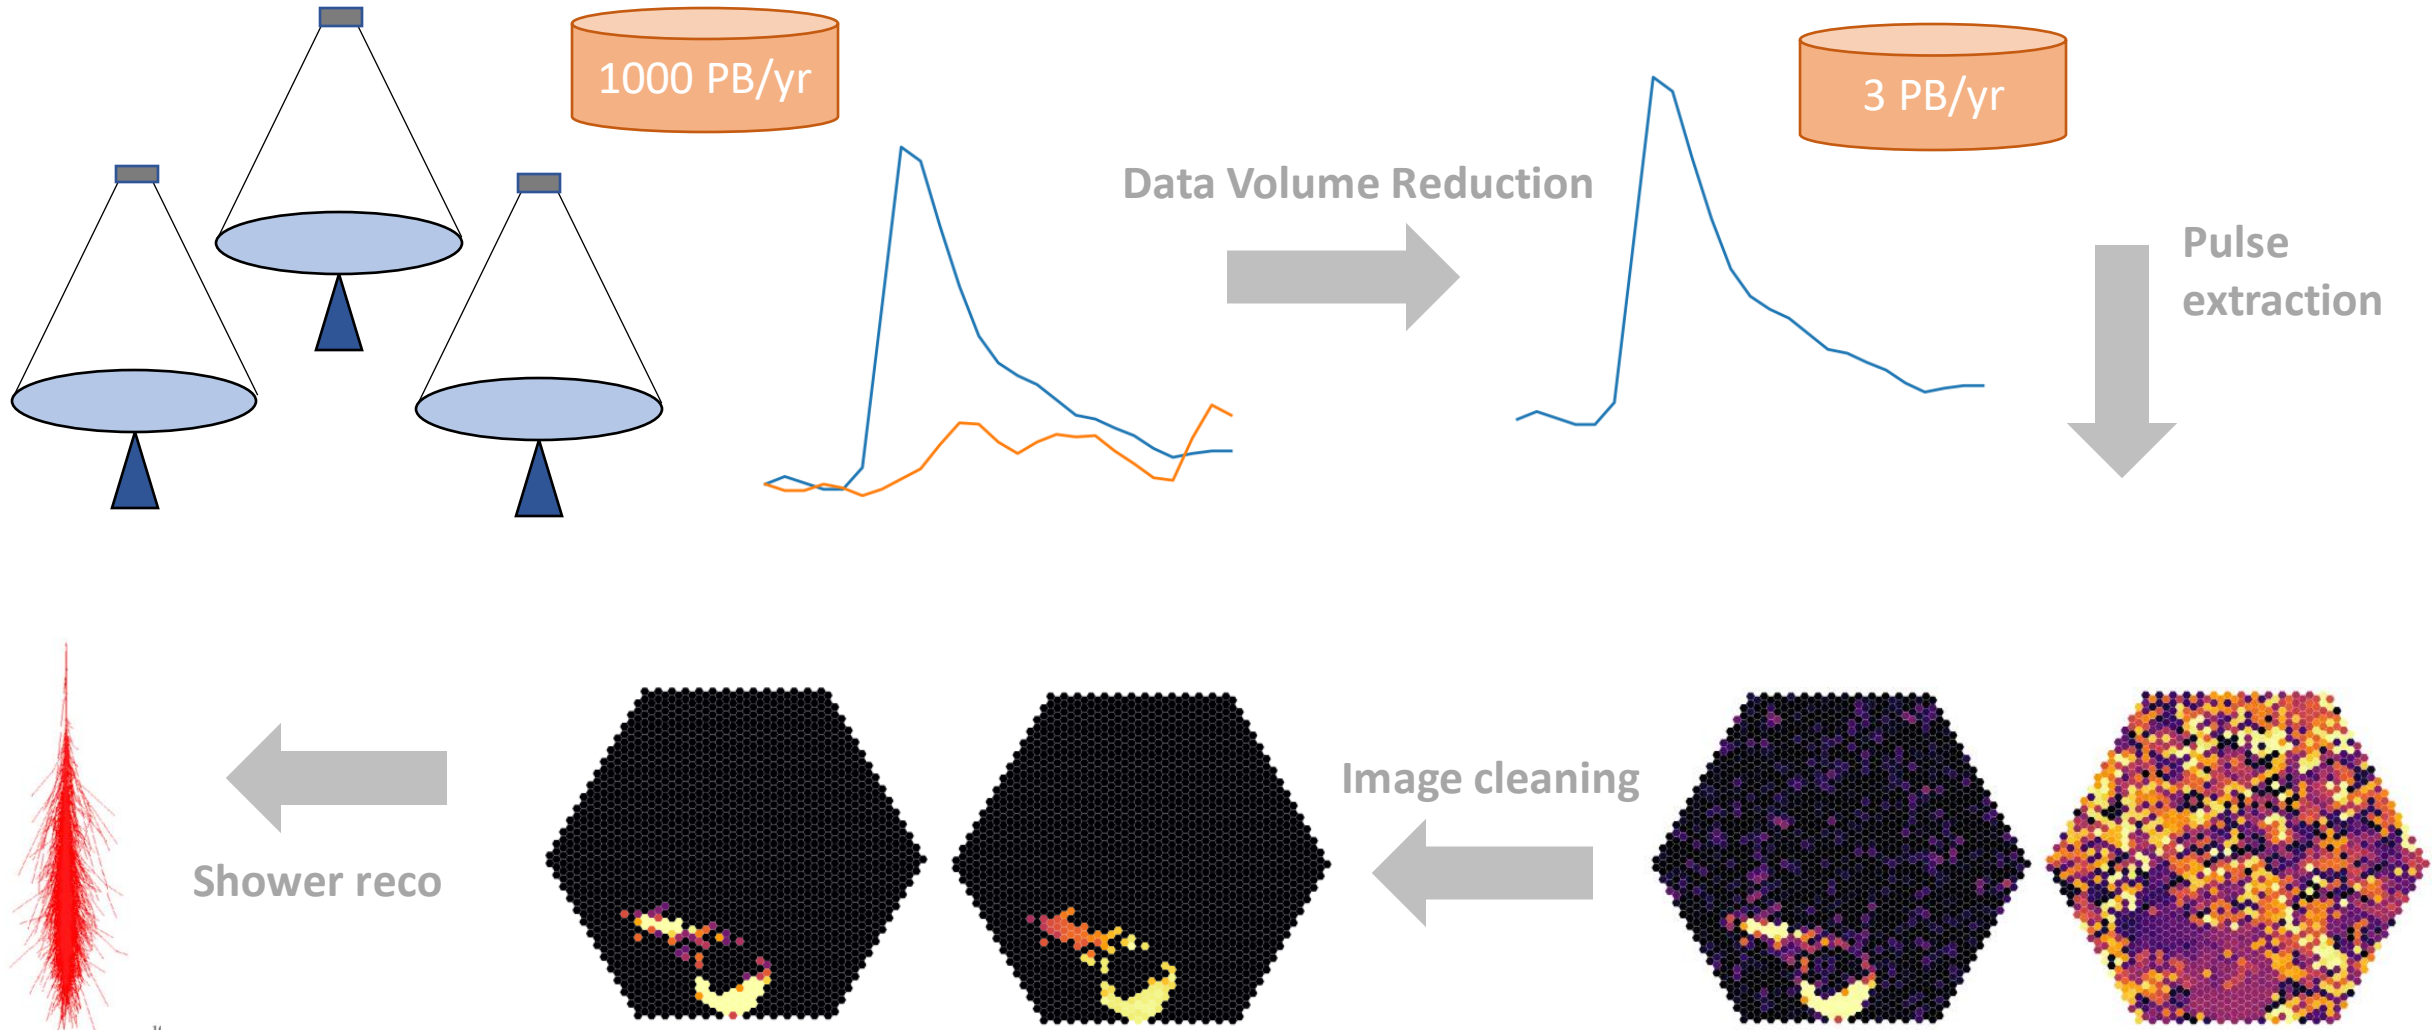 1000 PB/yr
3 PB/yr
Data Volume Reduction
Pulse
extraction
Image cleaning
Shower reco